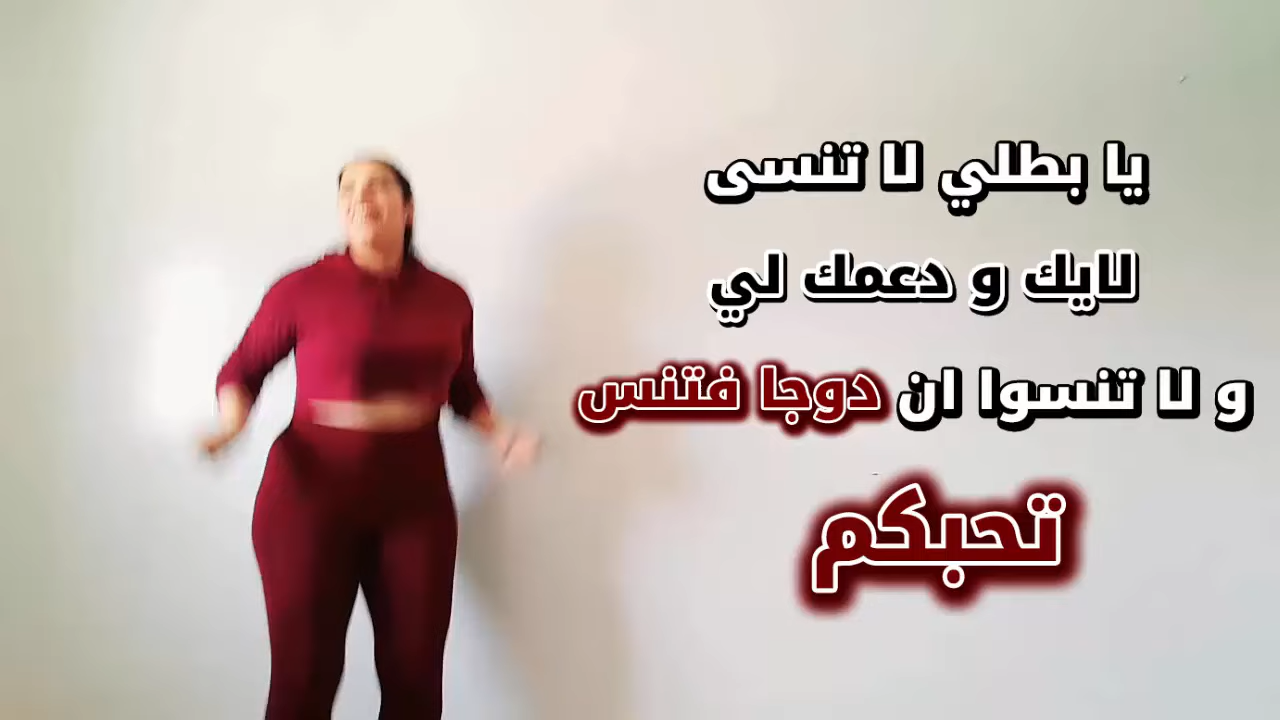 يا بطلي لا تنسى
لايك و دعمك لي
و لا تنسوا ان دوجا فتنس
تحبكم